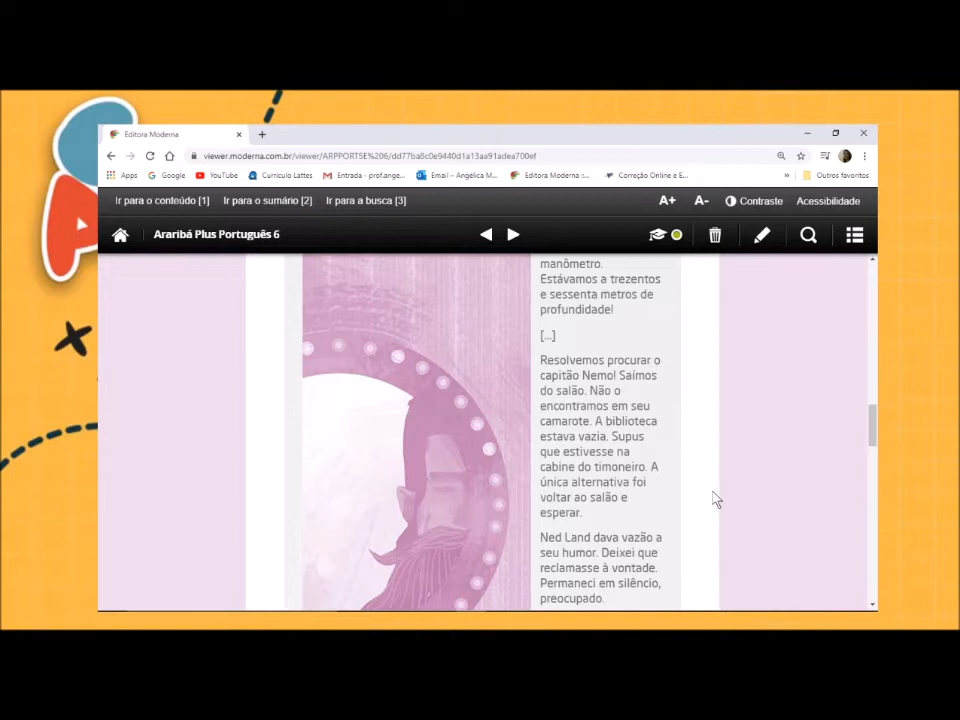 Editora Moderna
viewer.moderna.com.br/viewer/ARPPORTSE%206/dd77ba8c0e9440d1a13aa91adea700ef
Apps Google YouTube Currículo Lattes Entrada - prof.ange... Email – Angélica M... Editora Moderna :... Correção Online e E... » Outros favoritos
Ir para o conteúdo [1] Ir para o sumário [2] Ir para a busca [3] A+ A- Contraste Acessibilidade
Araribá Plus Português 6
manômetro.
Estávamos a trezentos
e sessenta metros de
profundidade!
[...]
Resolvemos procurar o
capitão Nemo! Saímos
do salão. Não o
encontramos em seu
camarote. A biblioteca
estava vazia. Supus
que estivesse na
cabine do timoneiro. A
única alternativa foi
voltar ao salão e
esperar.
Ned Land dava vazão a
seu humor. Deixei que
reclamasse à vontade.
Permaneci em silêncio,
preocupado.